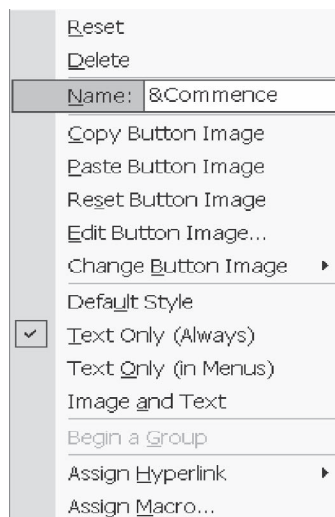 Reset
Delete
Name: &Commence
Copy Button Image
Paste Button Image
Reset Button Image
Edit Button Image...
Change Button Image
Default Style
Text Only (Always)
Text Only (in Menus)
Image and Text
Begin a Group
Assign Hyperlink
Assign Macro...